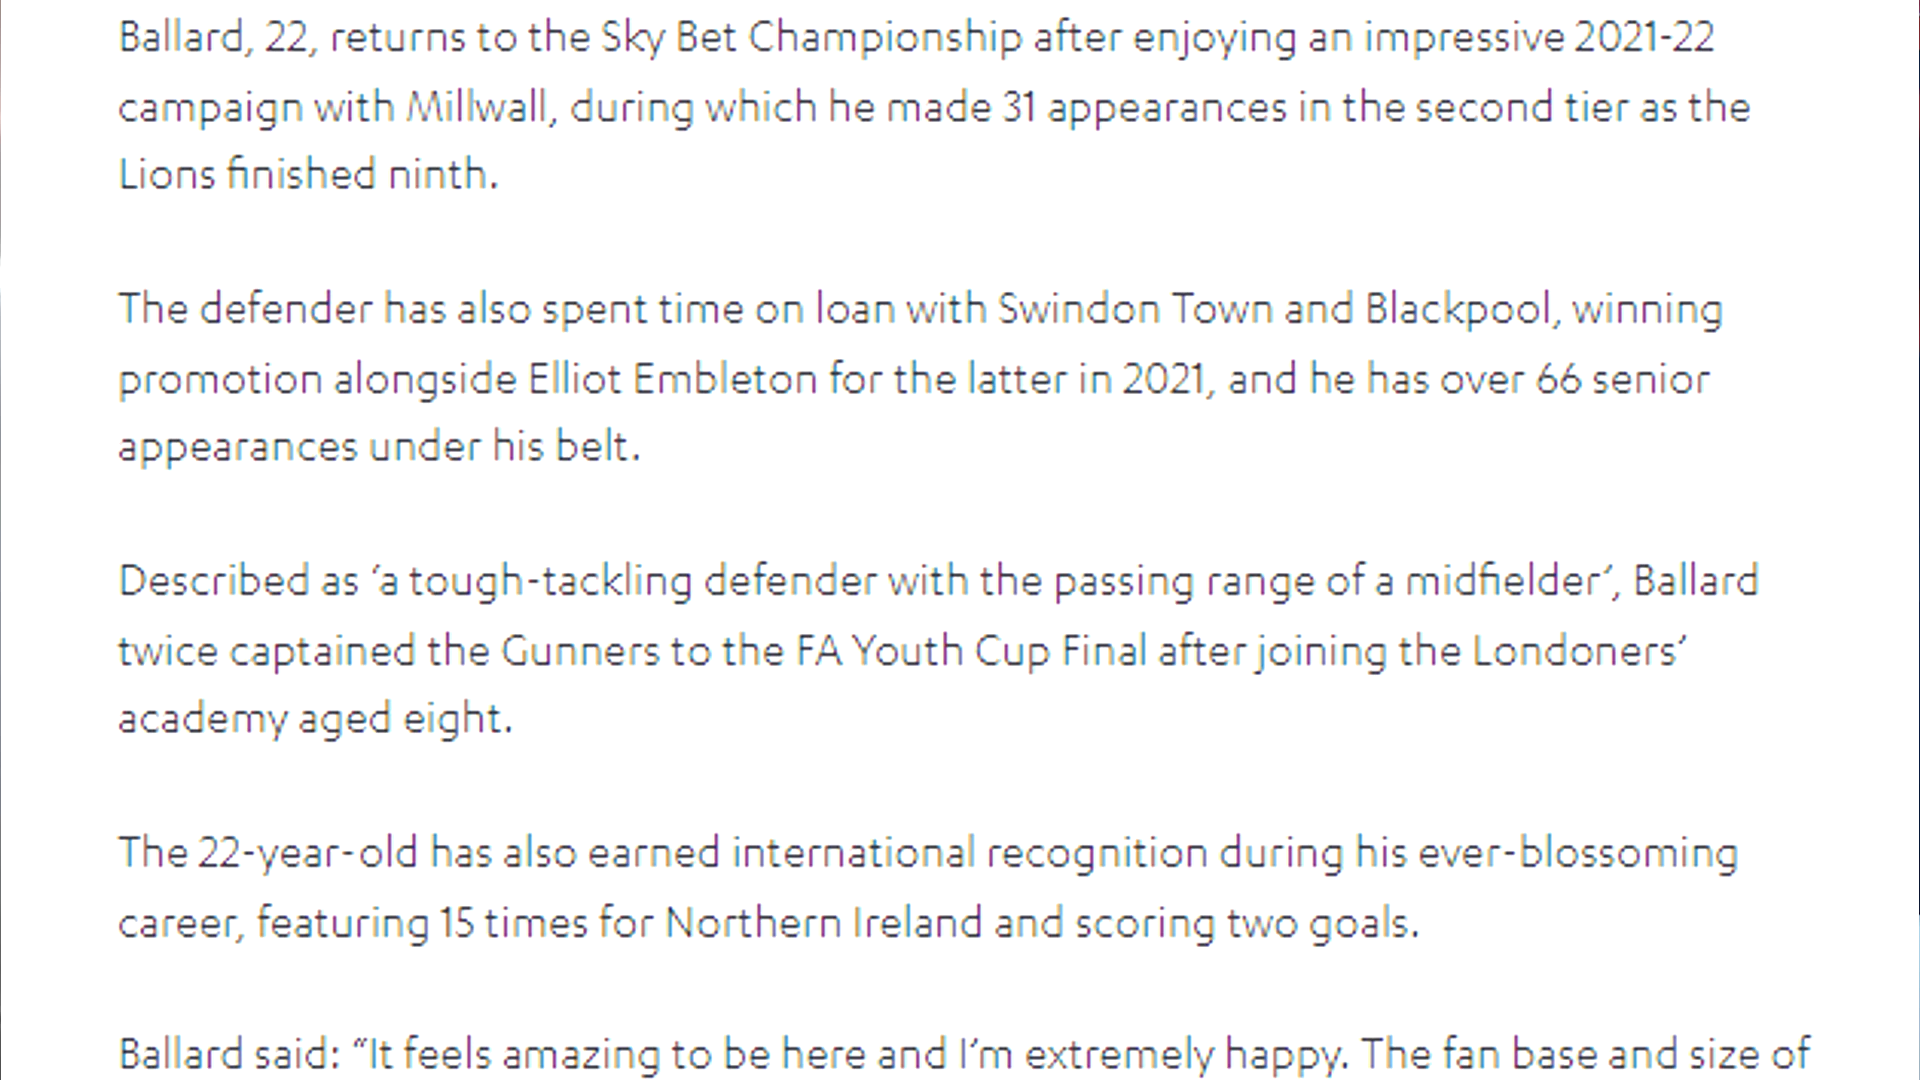 Ballard, 22, returns to the Sky Bet Championship after enjoying an impressive 2021-22
campaign with Millwall, during which he made 31 appearances in the second tier as the
Lions finished ninth.
The defender has also spent time on loan with Swindon Town and Blackpool, winning
promotion alongside Elliot Embleton for the latter in 2021, and he has over 66 senior
appearances under his belt.
Described as ‘a tough-tackling defender with the passing range of a midfielder’, Ballard
twice captained the Gunners to the FA Youth Cup Final after joining the Londoners’
academy aged eight.
The 22-year-old has also earned international recognition during his ever-blossoming
career, featuring 15 times for Northern Ireland and scoring two goals.
Ballard said: “It feels amazing to be here and I’m extremely happy. The fan base and size of